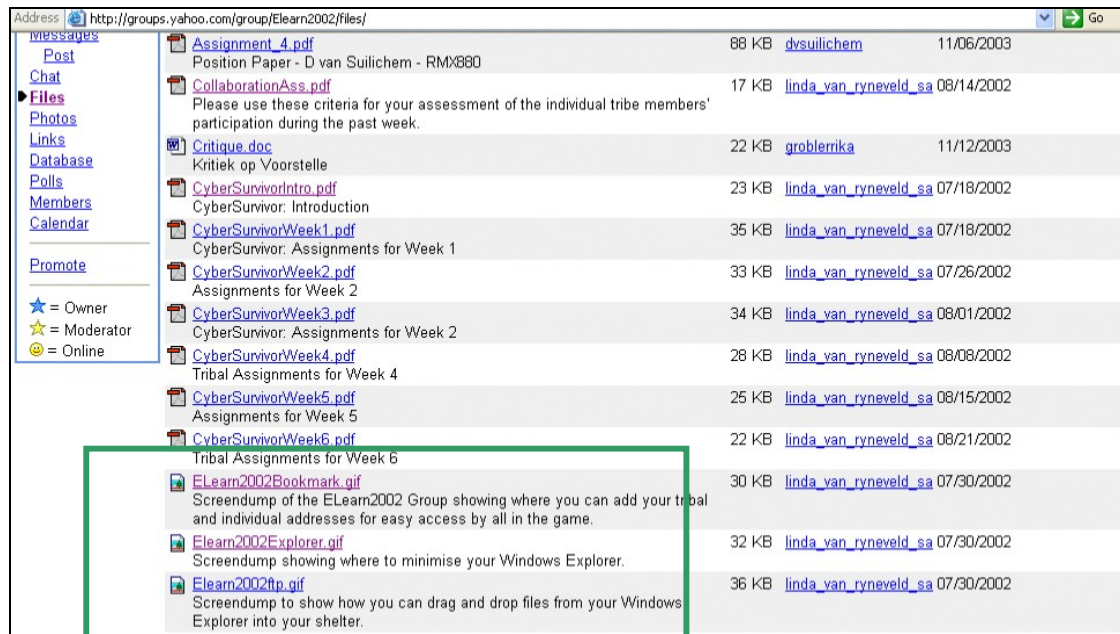 Address http://groups.yahoo.com/group/Elearn2002/files/ Go
Messages
Post
Chat
Files
Photos
Links
Database
Polls
Members
Calendar
Promote
= Owner
= Moderator
= Online
Assignment_4.pdf 88 KB dvsuilichem 11/06/2003
Position Paper - D van Suilichem - RMX880
CollaborationAss.pdf 17 KB linda_van_ryneveld_sa 08/14/2002
Please use these criteria for your assessment of the individual tribe members'
participation during the past week.
Critique.doc 22 KB groblerrika 11/12/2003
Kritiek op Voorstelle
CyberSurvivorIntro.pdf 23 KB linda_van_ryneveld_sa 07/18/2002
CyberSurvivor: Introduction
CyberSurvivorWeek1.pdf 35 KB linda_van_ryneveld_sa 07/18/2002
CyberSurvivor: Assignments for Week 1
CyberSurvivorWeek2.pdf 33 KB linda_van_ryneveld_sa 07/26/2002
Assignments for Week 2
CyberSurvivorWeek3.pdf 34 KB linda_van_ryneveld_sa 08/01/2002
CyberSurvivor: Assignments for Week 2
CyberSurvivorWeek4.pdf 28 KB linda_van_ryneveld_sa 08/08/2002
Tribal Assignments for Week 4
CyberSurvivorWeek5.pdf 25 KB linda_van_ryneveld_sa 08/15/2002
Assignments for Week 5
CyberSurvivorWeek6.pdf 22 KB linda_van_ryneveld_sa 08/21/2002
Tribal Assignments for Week 6
ELearn2002Bookmark.gif 30 KB linda_van_ryneveld_sa 07/30/2002
Screendump of the ELearn2002 Group showing where you can add your tribal
and individual addresses for easy access by all in the game.
Elearn2002Explorer.gif 32 KB linda_van_ryneveld_sa 07/30/2002
Screendump showing where to minimise your Windows Explorer.
Elearn2002ftp.gif 36 KB linda_van_ryneveld_sa 07/30/2002
Screendump to show how you can drag and drop files from your Windows
Explorer into your shelter.